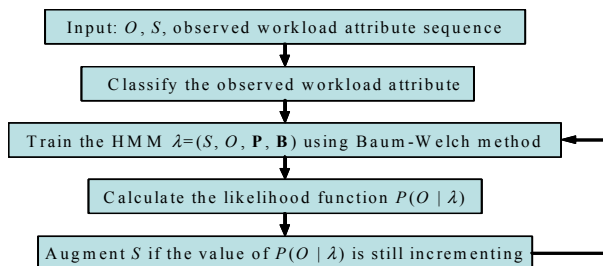 Input: O, S, observed workload attribute sequence
Classify the observed workload attribute
Train the HMM λ=(S, O, P, B) using Baum-Welch method
Calculate the likelihood function P(O | λ)
Augment S if the value of P(O | λ) is still incrementing